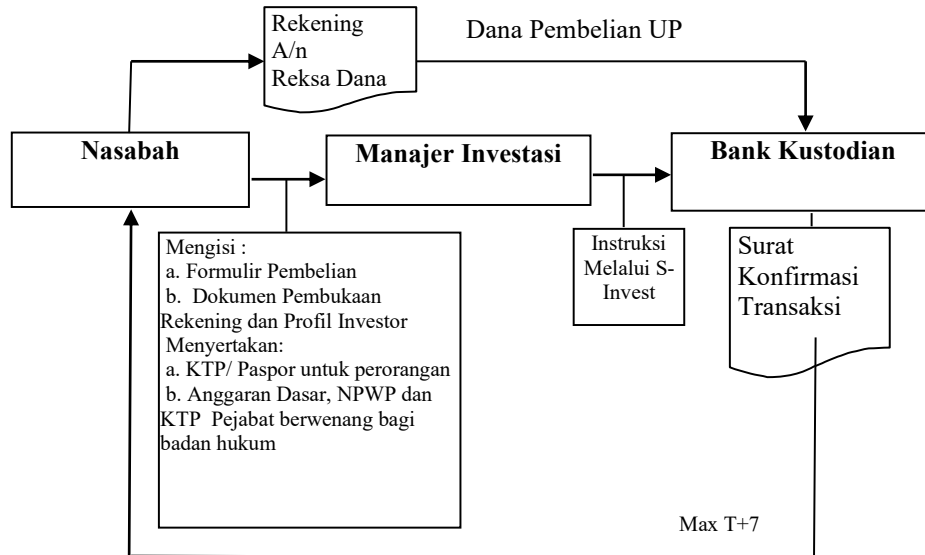 Rekening
A/n
Reksa Dana
Dana Pembelian UP
Nasabah
Manajer Investasi
Bank Kustodian
Mengisi :
a. Formulir Pembelian
b. Dokumen Pembukaan
Rekening dan Profil Investor
Menyertakan:
a. KTP/ Paspor untuk perorangan
b. Anggaran Dasar, NPWP dan
KTP Pejabat berwenang bagi
badan hukum
Instruksi
Melalui S-
Invest
Surat
Konfirmasi
Transaksi
Max T+7